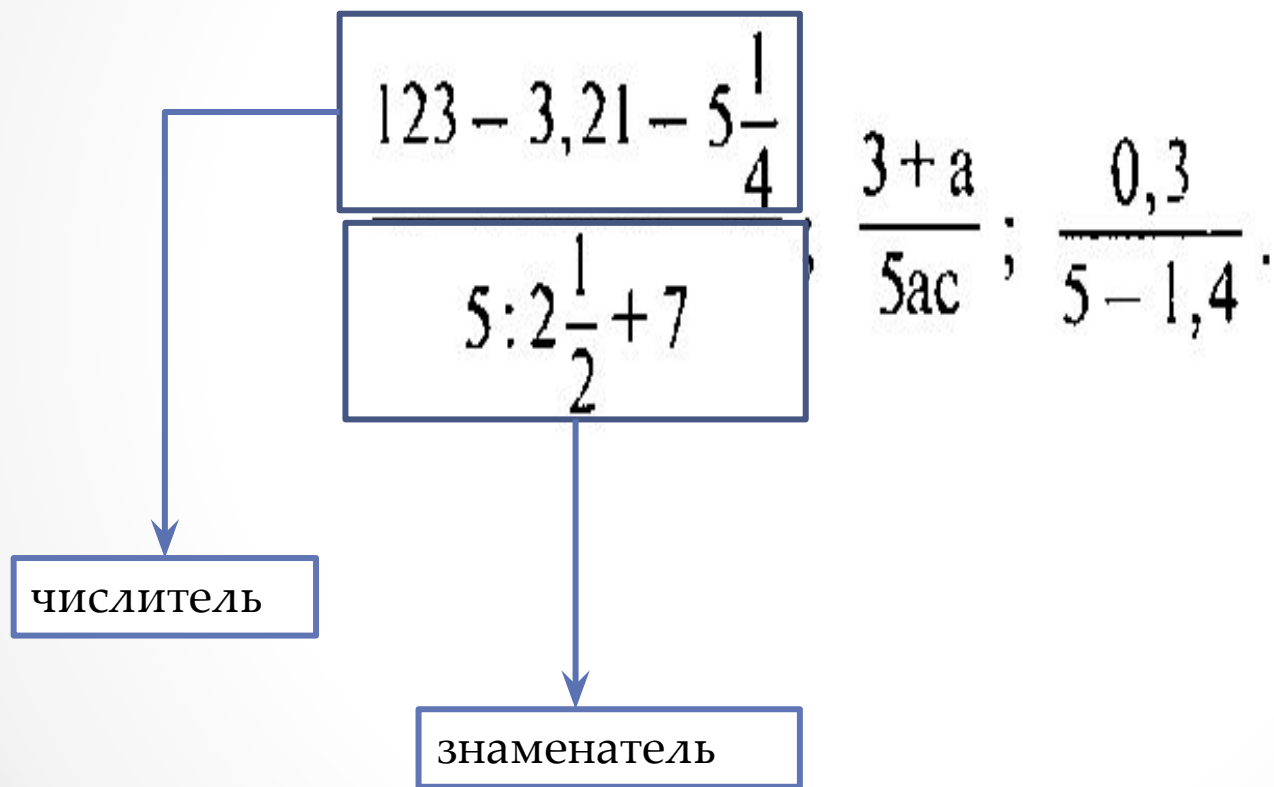 123 – 3,21 – 5 1/4
5 : 2 1/2 + 7
; (3 + a)/(5ac) ; 0,3/(5 – 1,4) .
числитель
знаменатель